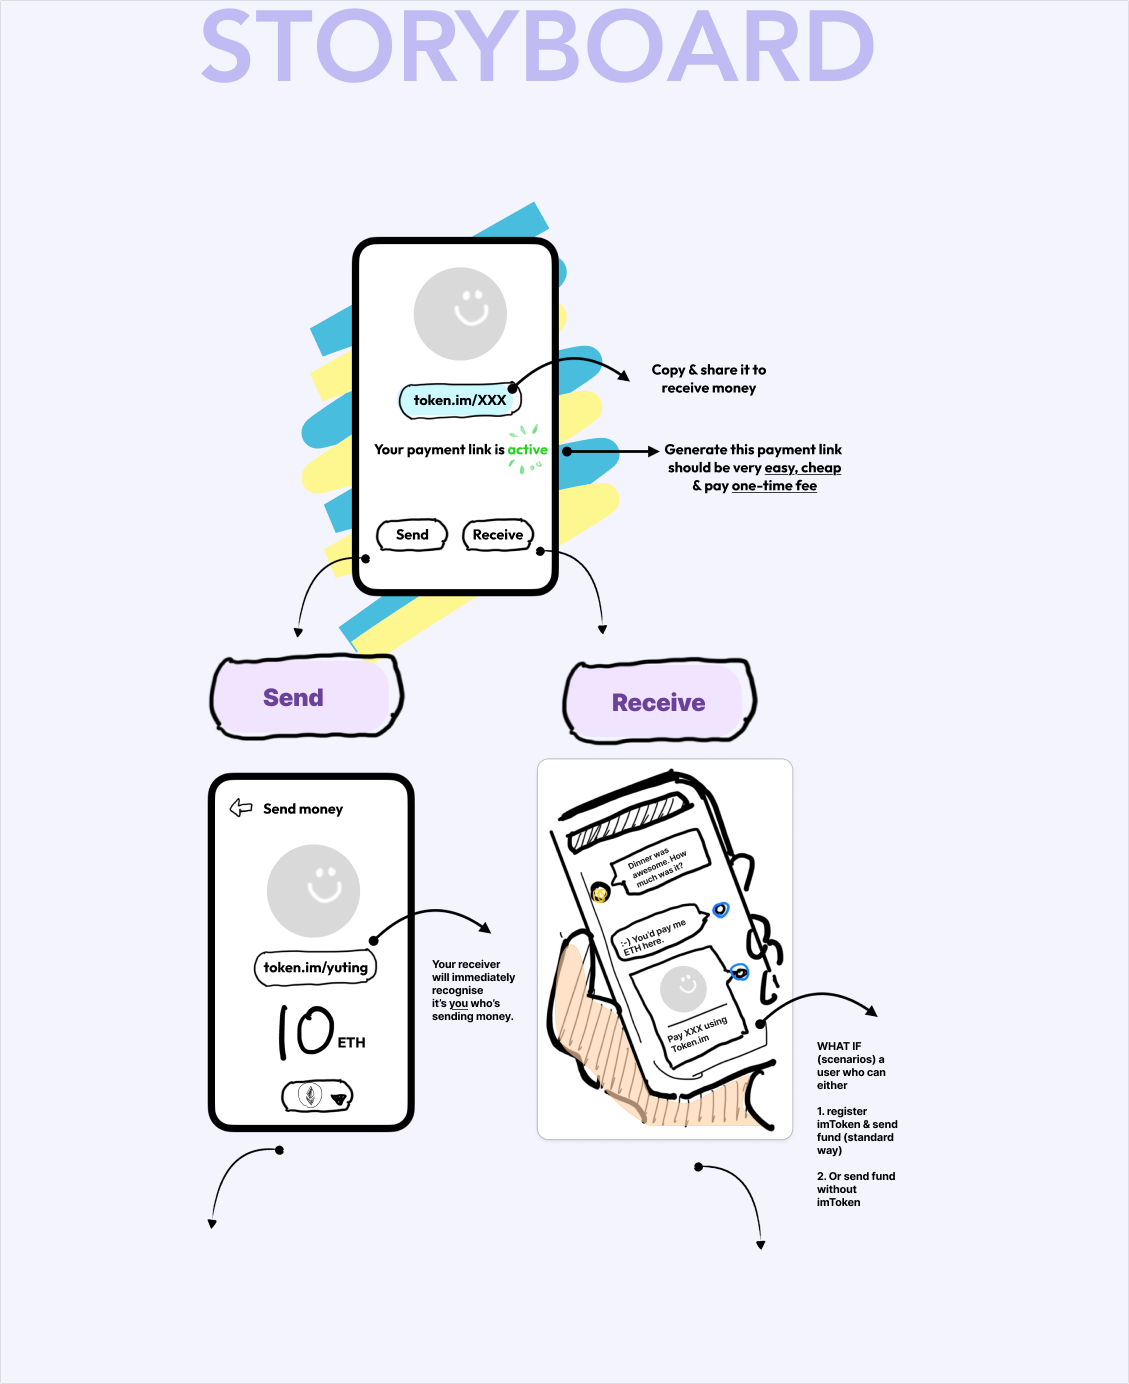 STORYBOARD
token.im/XXX
Copy & share it to
receive money
Your payment link is active
Generate this payment link
should be very easy, cheap
& pay one-time fee
Send
Receive
Send
Receive
Send money
token.im/yuting
10 ETH
Your receiver
will immediately
recognise
it's you who's
sending money.
Dinner was
awesome. How
much was it?
:-) You'd pay me
ETH here.
Pay XXX using
Token.im
WHAT IF
(scenarios) a
user who can
either
1. register
imToken & send
fund (standard
way)
2. Or send fund
without
imToken